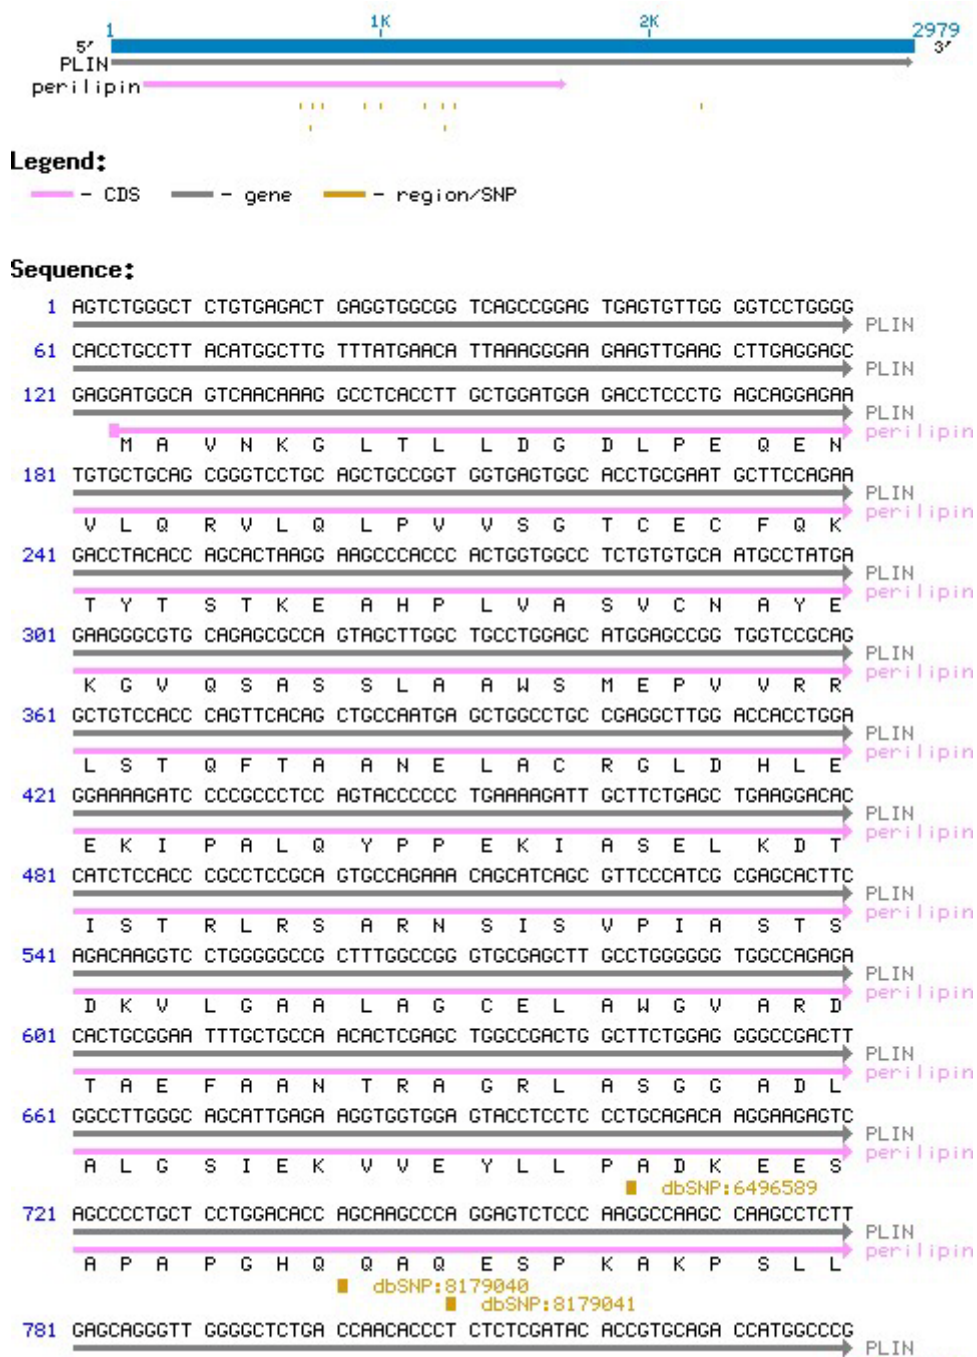 1 1K 2K 2979
5′ 3′
PLIN
perilipin
Legend:
- CDS - gene - region/SNP
Sequence:
1 AGTCTGGGCT CTGTGAGACT GAGGTGGCGG TCAGCCGGAG TGAGTGTTGG GGTCCTGGGG
PLIN
61 CACCTGCCTT ACATGGCTTG TTTATGAACA TTAAAGGGAA GAAGTTGAAG CTTGAGGAGC
PLIN
121 GAGGATGGCA GTCAACAAAG GCCTCACCTT GCTGGATGGA GACCTCCCTG AGCAGGAGAA
PLIN
perilipin
M A V N K G L T L L D G D L P E Q E N
181 TGTGCTGCAG CGGGTCCTGC AGCTGCCGGT GGTGAGTGGC ACCTGCGAAT GCTTCCAGAA
PLIN
perilipin
V L Q R V L Q L P V V S G T C E C F Q K
241 GACCTACACC AGCACTAAGG AAGCCCACCC ACTGGTGGCC TCTGTGTGCA ATGCCTATGA
PLIN
perilipin
T Y T S T K E A H P L V A S V C N A Y E
301 GAAGGGCGTG CAGAGCGCCA GTAGCTTGGC TGCCTGGAGC ATGGAGCCGG TGGTCCGCAG
PLIN
perilipin
K G V Q S A S S L A A W S M E P V V R R
361 GCTGTCCACC CAGTTCACAG CTGCCAATGA GCTGGCCTGC CGAGGCTTGG ACCACCTGGA
PLIN
perilipin
L S T Q F T A A N E L A C R G L D H L E
421 GGAAAAGATC CCCGCCCTCC AGTACCCCCC TGAAAAGATT GCTTCTGAGC TGAAGGACAC
PLIN
perilipin
E K I P A L Q Y P P E K I A S E L K D T
481 CATCTCCACC CGCCTCCGCA GTGCCAGAAA CAGCATCAGC GTTCCCATCG CGAGCACTTC
PLIN
perilipin
I S T R L R S A R N S I S V P I A S T S
541 AGACAAGGTC CTGGGGGCCG CTTTGGCCGG GTGCGAGCTT GCCTGGGGGG TGGCCAGAGA
PLIN
perilipin
D K V L G A A L A G C E L A W G V A R D
601 CACTGCGGAA TTTGCTGCCA ACACTCGAGC TGGCCGACTG GCTTCTGGAG GGGCCGACTT
PLIN
perilipin
T A E F A A N T R A G R L A S G G A D L
661 GGCCTTGGGC AGCATTGAGA AGGTGGTGGA GTACCTCCTC CCTGCAGACA AGGAAGAGTC
PLIN
perilipin
A L G S I E K V V E Y L L P A D K E E S
dbSNP:6496589
721 AGCCCCTGCT CCTGGACACC AGCAAGCCCA GGAGTCTCCC AAGGCCAAGC CAAGCCTCTT
PLIN
perilipin
A P A P G H Q Q A Q E S P K A K P S L L
dbSNP:8179040
dbSNP:8179041
781 GAGCAGGGTT GGGGCTCTGA CCAACACCCT CTCTCGATAC ACCGTGCAGA CCATGGCCCG
PLIN